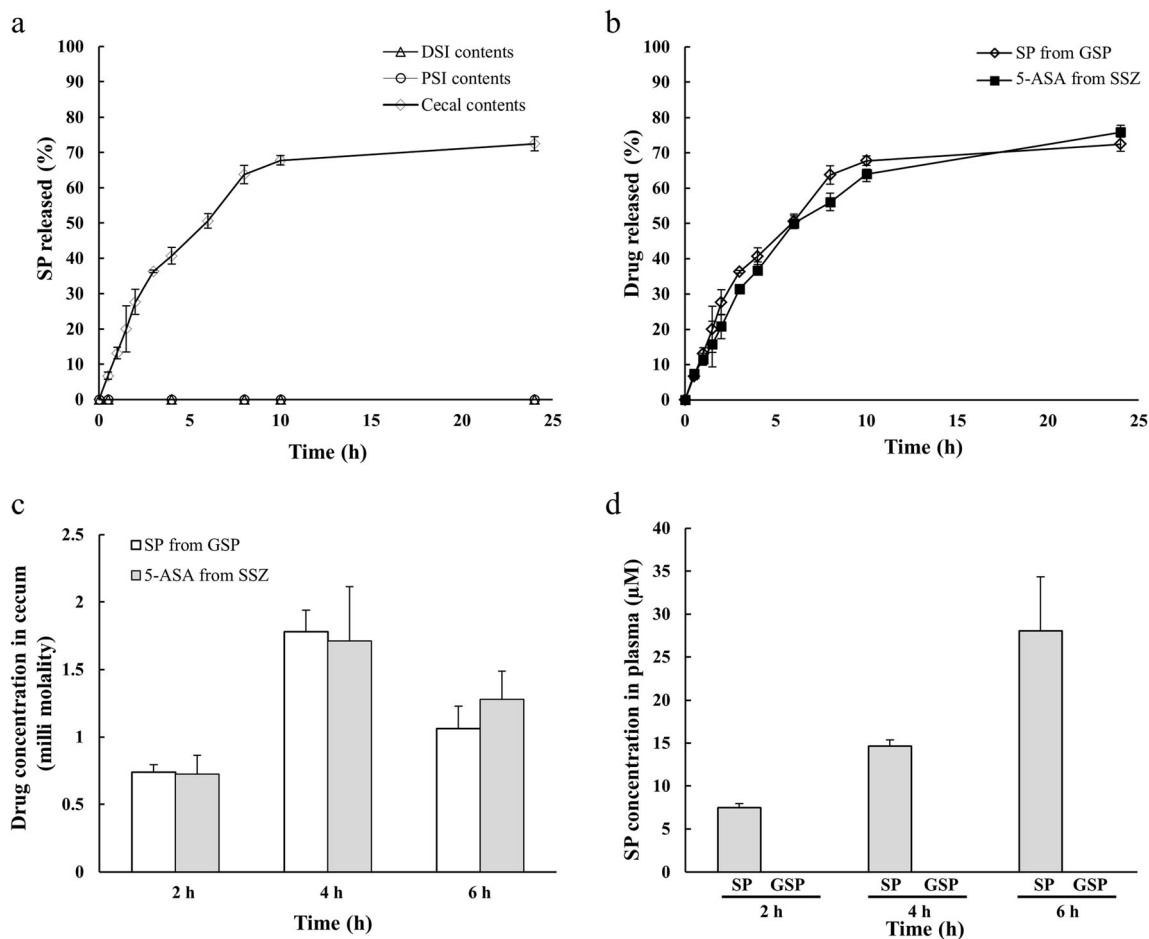 a
100
90
80
70
60
50
40
30
20
10
0
SP released (%)
DSI contents
PSI contents
Cecal contents
0
5
10
15
20
25
Time (h)
b
100
90
80
70
60
50
40
30
20
10
0
Drug released (%)
SP from GSP
5-ASA from SSZ
0
5
10
15
20
25
Time (h)
c
2.5
2
1.5
1
0.5
0
Drug concentration in cecum
(milli molality)
SP from GSP
5-ASA from SSZ
2 h
4 h
6 h
Time (h)
d
40
35
30
25
20
15
10
5
0
SP concentration in plasma (µM)
SP GSP
SP GSP
SP GSP
2 h
4 h
6 h
Time (h)